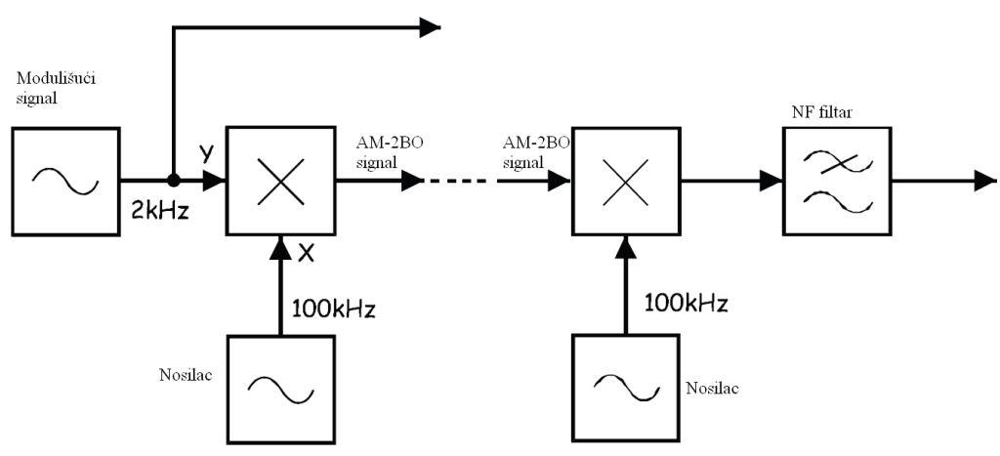 Modulišući
signal
NF filtar
Y
AM-2BO
signal
AM-2BO
signal
2kHz
X
100kHz
100kHz
Nosilac
Nosilac